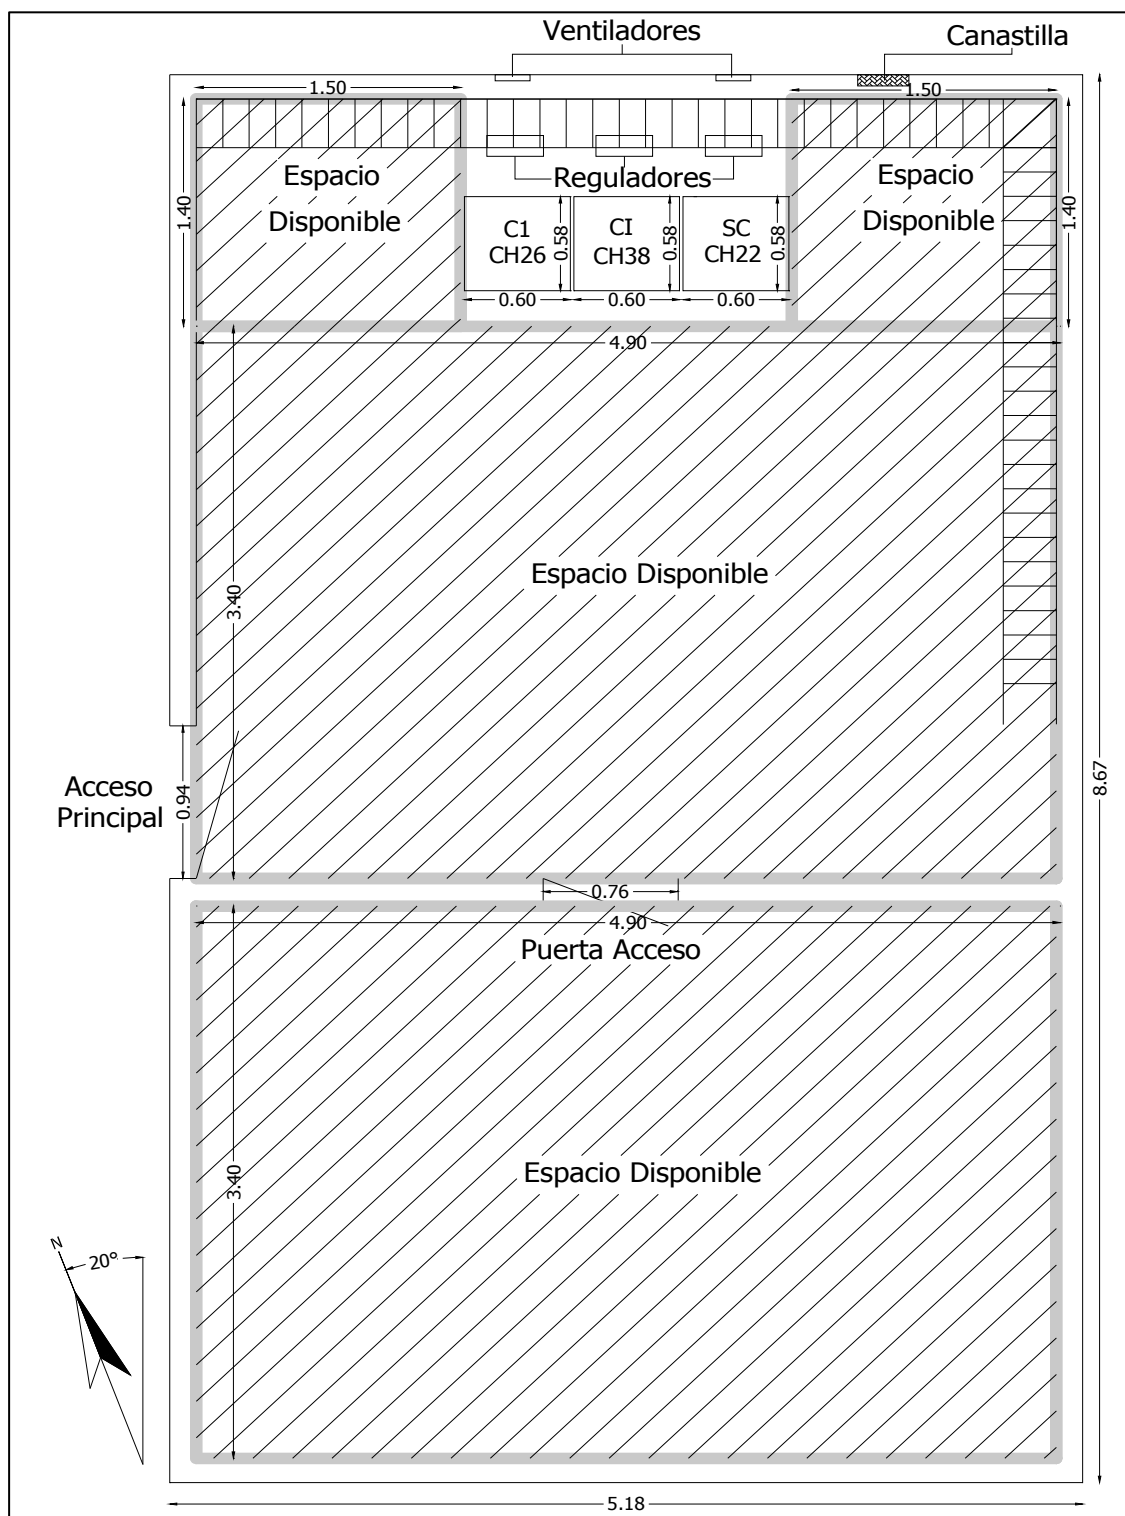 Ventiladores
Canastilla
1.50
1.50
Espacio
Disponible
Espacio
Disponible
1.40
1.40
Reguladores
C1
CH26
0.58
CI
CH38
0.58
SC
CH22
0.58
0.60
0.60
0.60
4.90
Espacio Disponible
3.40
8.67
Acceso
Principal
0.94
0.76
4.90
Puerta Acceso
Espacio Disponible
3.40
N
20°
5.18